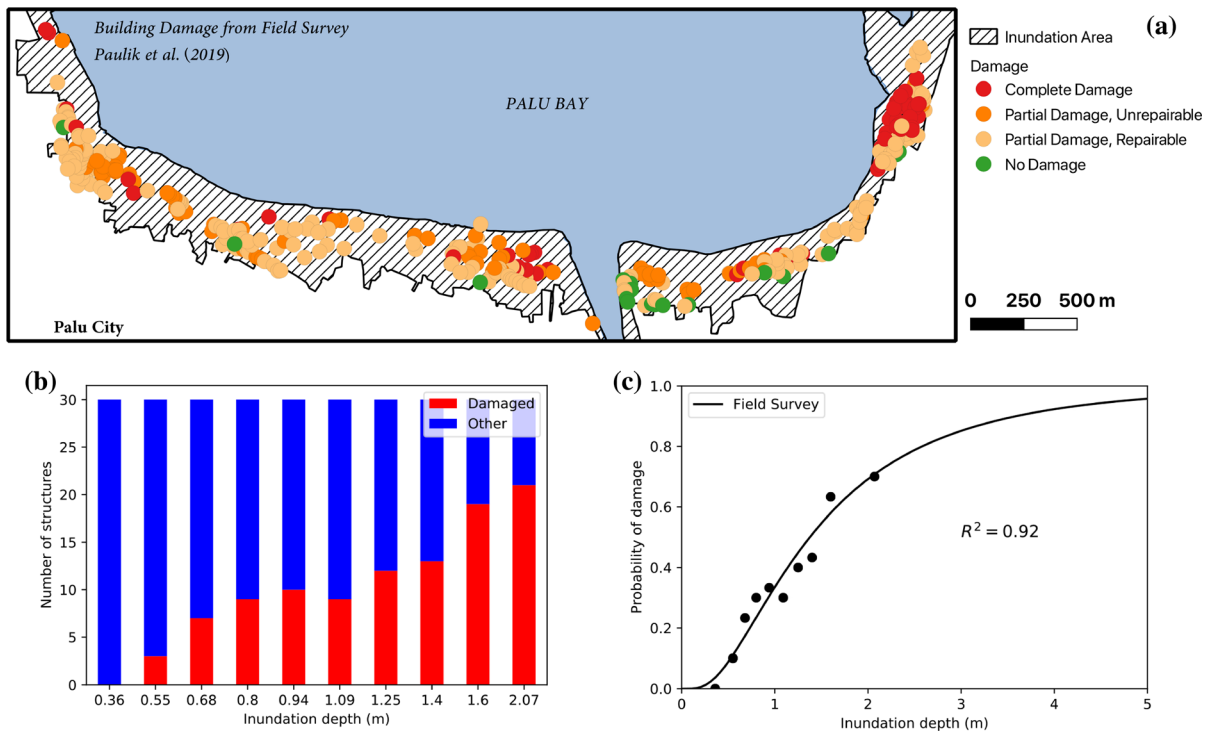 Building Damage from Field Survey
Paulik et al. (2019)
PALU BAY
Palu City
(a)
Inundation Area
Damage
Complete Damage
Partial Damage, Unrepairable
Partial Damage, Repairable
No Damage
0 250 500 m
(b)
Damaged
Other
Number of structures
30
25
20
15
10
5
0
0.36 0.55 0.68 0.8 0.94 1.09 1.25 1.4 1.6 2.07
Inundation depth (m)
(c)
Field Survey
Probability of damage
1.0
0.8
0.6
0.4
0.2
0.0
R² = 0.92
0 1 2 3 4 5
Inundation depth (m)